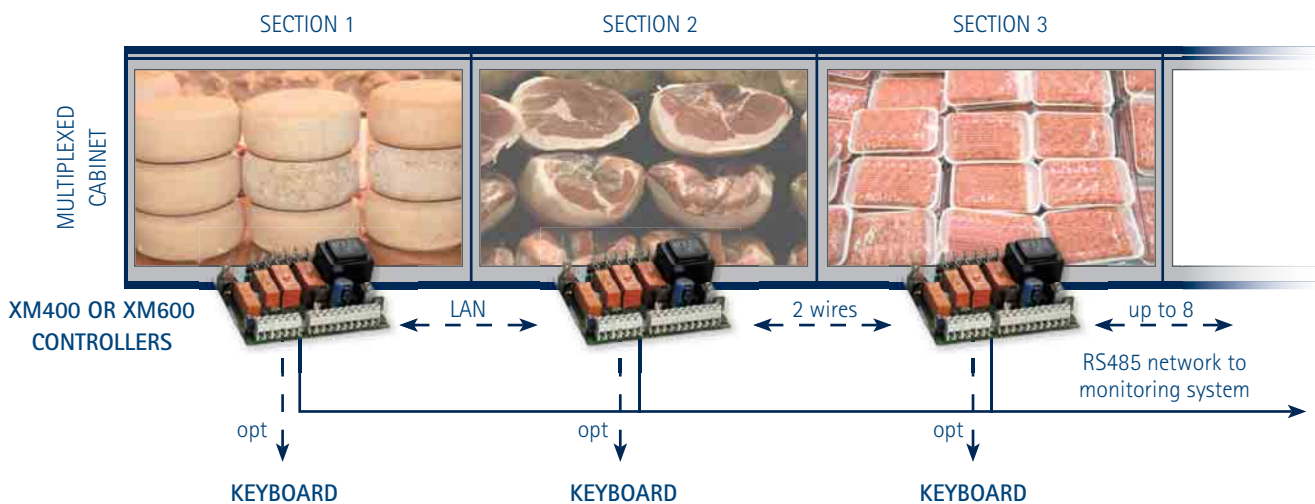 SECTION 1
SECTION 2
SECTION 3
MULTIPLEXED
CABINET
XM400 OR XM600
CONTROLLERS
LAN
2 wires
up to 8
RS485 network to
monitoring system
opt
opt
opt
KEYBOARD
KEYBOARD
KEYBOARD